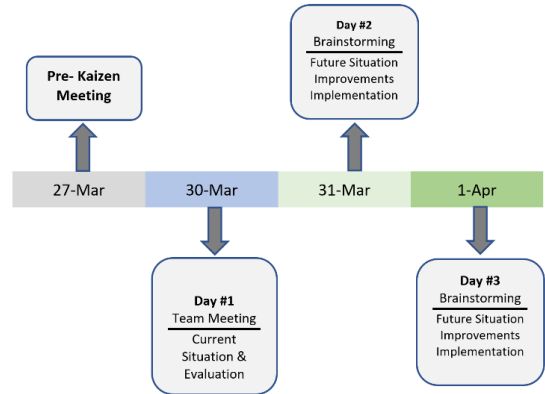 Day #2
Brainstorming
Future Situation
Improvements
Implementation
Pre- Kaizen
Meeting
27-Mar
30-Mar
31-Mar
1-Apr
Day #1
Team Meeting
Current
Situation &
Evaluation
Day #3
Brainstorming
Future Situation
Improvements
Implementation